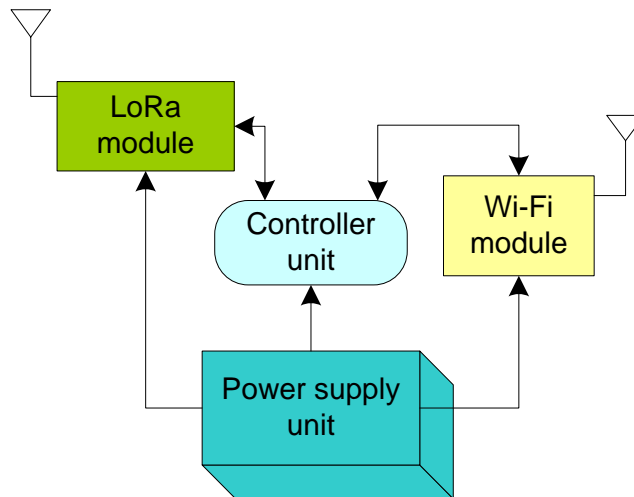 LoRa
module
Controller
unit
Wi-Fi
module
Power supply
unit